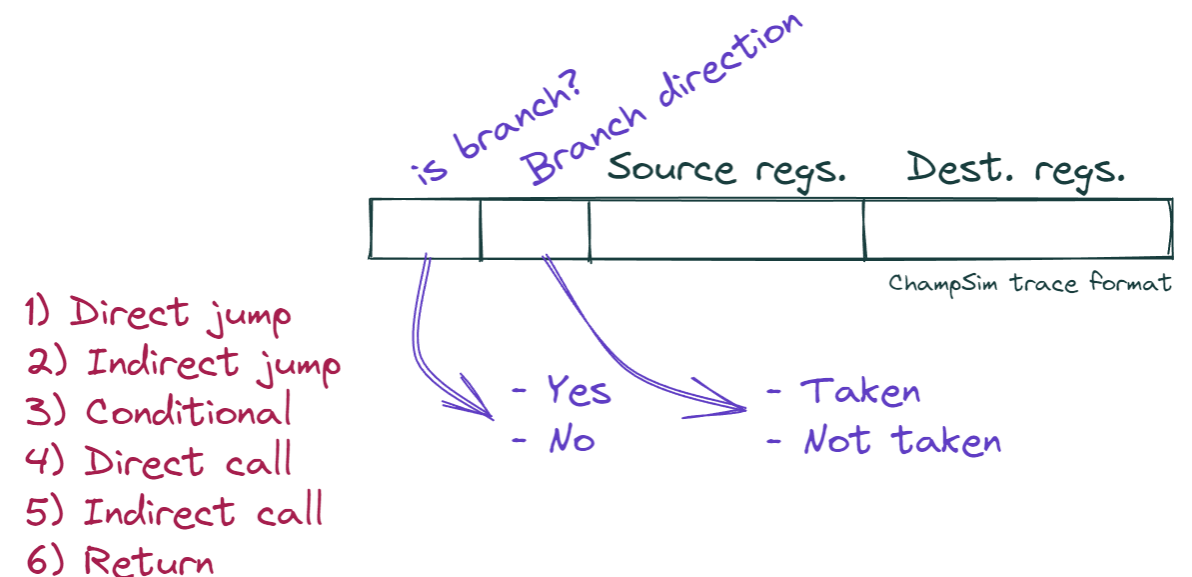 is branch?
Branch direction
Source regs.
Dest. regs.
ChampSim trace format
1) Direct jump
2) Indirect jump
3) Conditional
4) Direct call
5) Indirect call
6) Return
- Yes
- No
- Taken
- Not taken